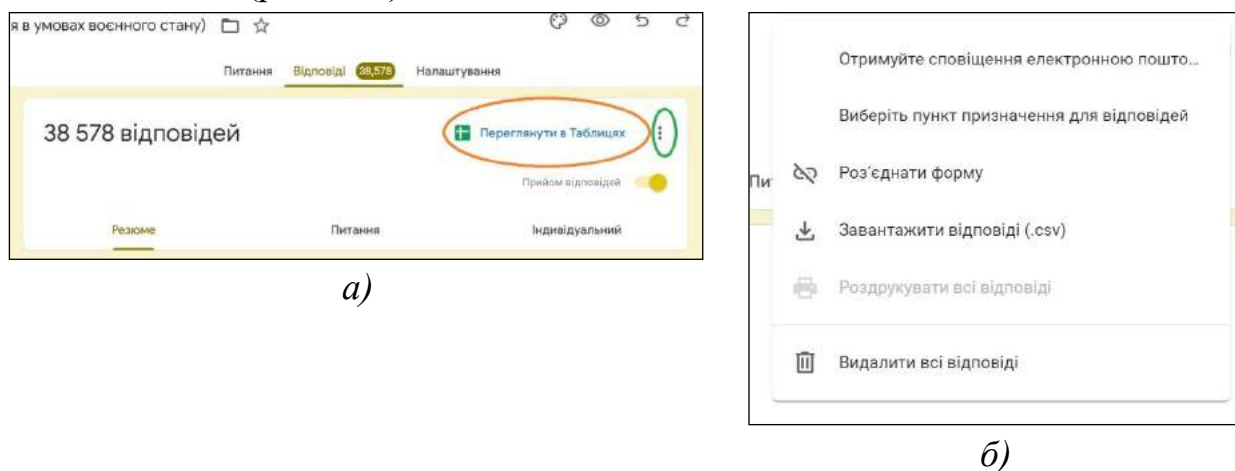 я в умовах воєнного стану)
Питання Відповіді 38,578 Налаштування
38 578 відповідей
Переглянути в Таблицях
Прийом відповідей
Резюме Питання Індивідуальний
а)
Отримуйте сповіщення електронною пошто...
Виберіть пункт призначення для відповідей
Пи
Роз'єднати форму
Завантажити відповіді (.csv)
Роздрукувати всі відповіді
Видалити всі відповіді
б)